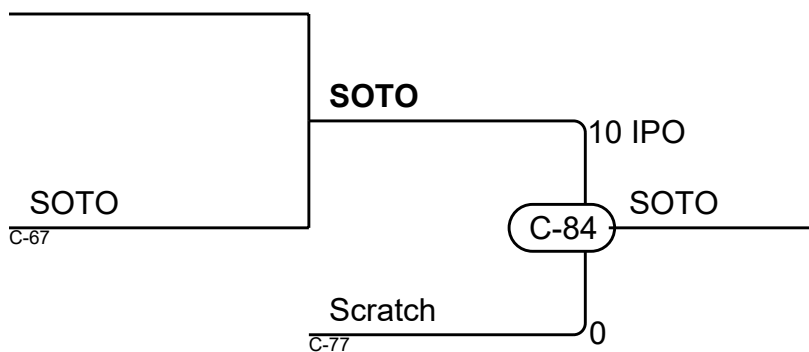 SOTO
10 IPO
SOTO
C-67
C-84
SOTO
Scratch
C-77
0